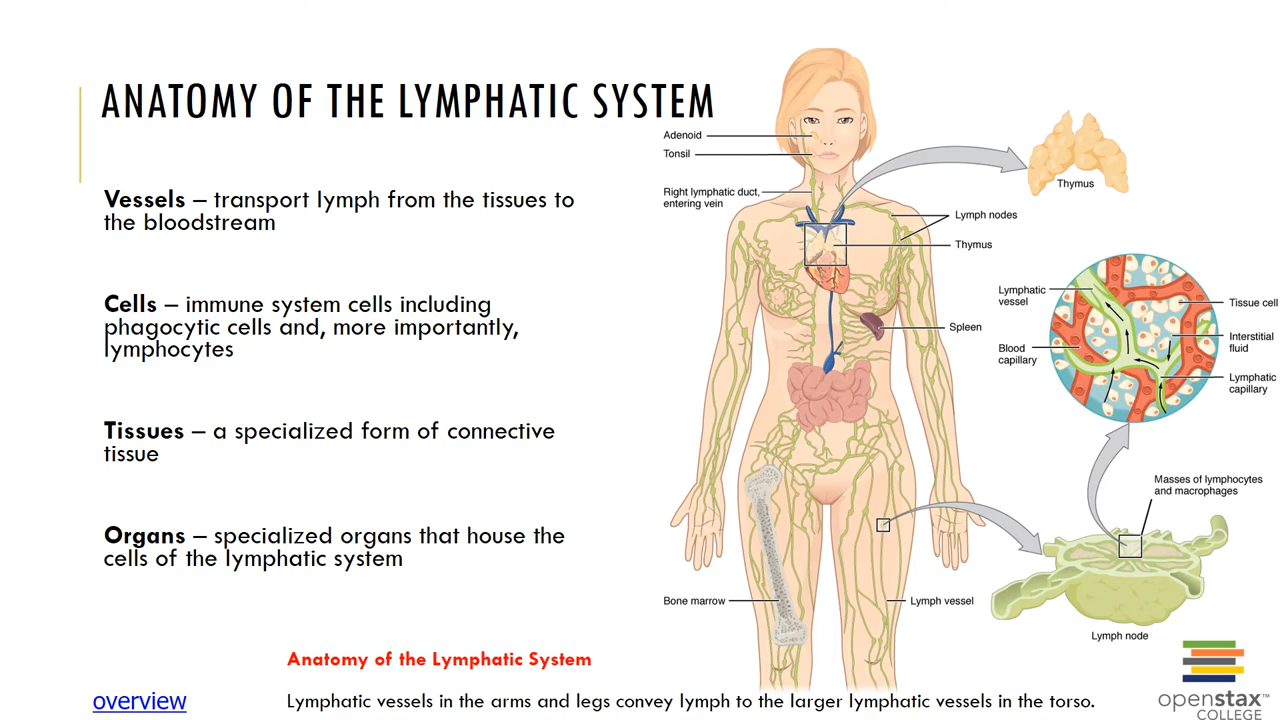 ANATOMY OF THE LYMPHATIC SYSTEM
Vessels – transport lymph from the tissues to
the bloodstream
Cells – immune system cells including
phagocytic cells and, more importantly,
lymphocytes
Tissues – a specialized form of connective
tissue
Organs – specialized organs that house the
cells of the lymphatic system
Adenoid
Tonsil
Right lymphatic duct,
entering vein
Thymus
Lymph nodes
Thymus
Spleen
Lymphatic
vessel
Blood
capillary
Tissue cell
Interstitial
fluid
Lymphatic
capillary
Masses of lymphocytes
and macrophages
Bone marrow
Lymph vessel
Lymph node
Anatomy of the Lymphatic System
overview
Lymphatic vessels in the arms and legs convey lymph to the larger lymphatic vessels in the torso.
openstax™
COLLEGE